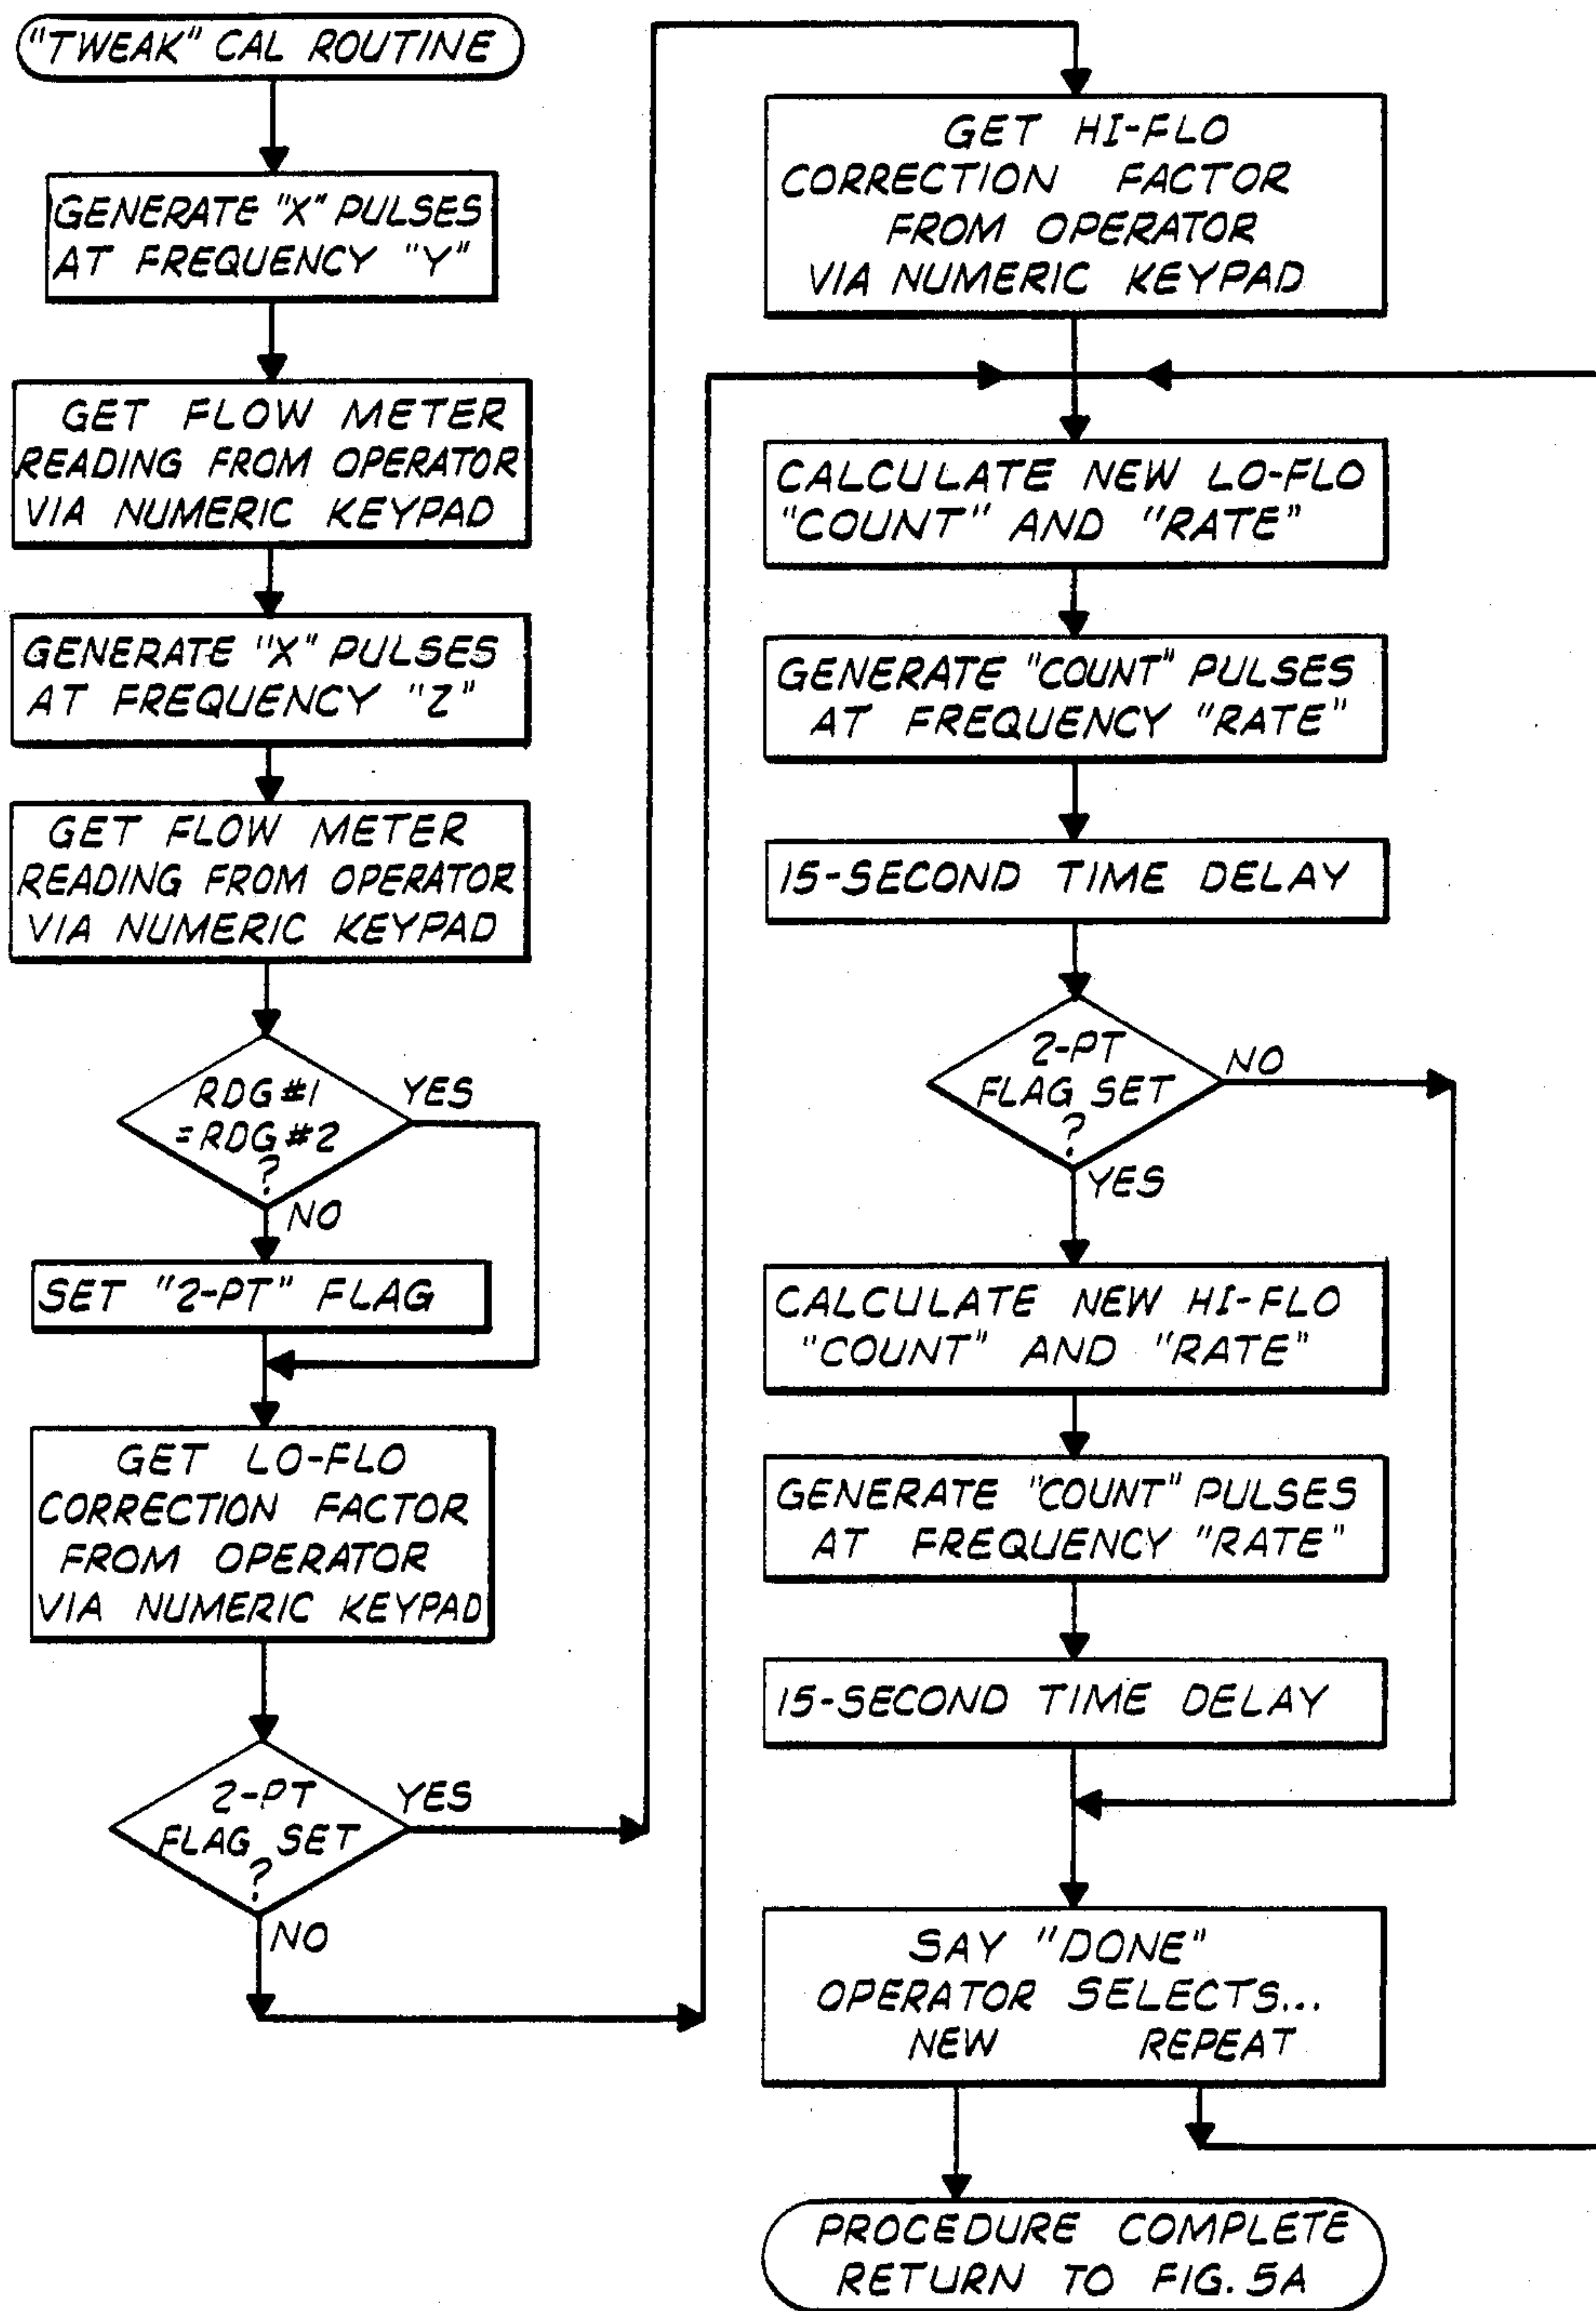 "TWEAK" CAL ROUTINE
GENERATE "X" PULSES
AT FREQUENCY "Y"
GET FLOW METER
READING FROM OPERATOR
VIA NUMERIC KEYPAD
GENERATE "X" PULSES
AT FREQUENCY "Z"
GET FLOW METER
READING FROM OPERATOR
VIA NUMERIC KEYPAD
RDG#1
=RDG#2
?
YES
NO
SET "2-PT" FLAG
GET LO-FLO
CORRECTION FACTOR
FROM OPERATOR
VIA NUMERIC KEYPAD
2-PT
FLAG SET
?
YES
NO
GET HI-FLO
CORRECTION FACTOR
FROM OPERATOR
VIA NUMERIC KEYPAD
CALCULATE NEW LO-FLO
"COUNT" AND "RATE"
GENERATE "COUNT" PULSES
AT FREQUENCY "RATE"
15-SECOND TIME DELAY
2-PT
FLAG SET
?
NO
YES
CALCULATE NEW HI-FLO
"COUNT" AND "RATE"
GENERATE "COUNT" PULSES
AT FREQUENCY "RATE"
15-SECOND TIME DELAY
SAY "DONE"
OPERATOR SELECTS...
NEW REPEAT
PROCEDURE COMPLETE
RETURN TO FIG. 5A